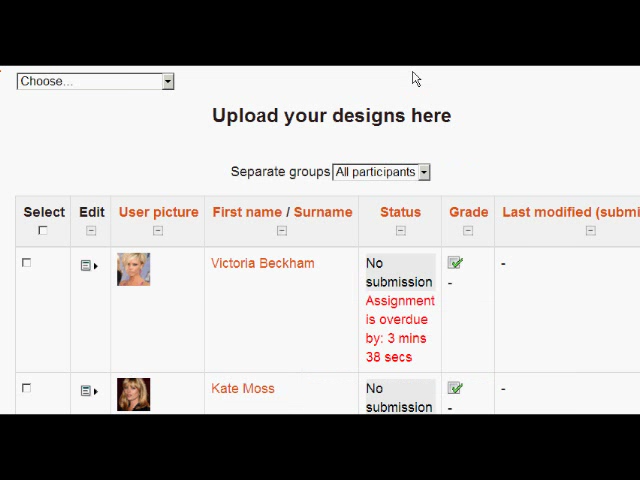 Choose...
Upload your designs here
Separate groups All participants
Select Edit User picture First name / Surname Status Grade Last modified (submi
Victoria Beckham
No
submission
Assignment
is overdue
by: 3 mins
38 secs
-
-
Kate Moss
No
submission
-
-